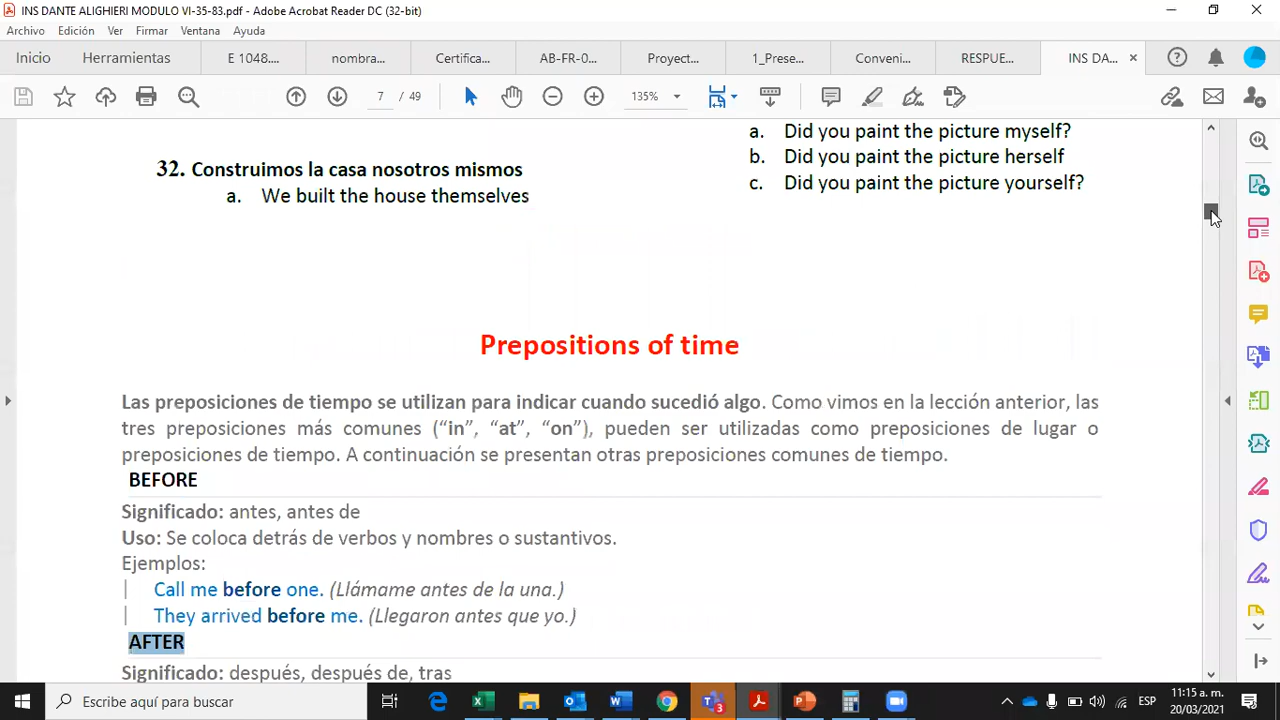 INS DANTE ALIGHIERI MODULO VI-35-83.pdf - Adobe Acrobat Reader DC (32-bit)
Archivo Edición Ver Firmar Ventana Ayuda
Inicio Herramientas E 1048.... nombra... Certifica... AB-FR-0... Proyect... 1_Prese... Conveni... RESPUE... INS DA...
7 / 49 135%
a. Did you paint the picture myself?
b. Did you paint the picture herself
c. Did you paint the picture yourself?
32. Construimos la casa nosotros mismos
a. We built the house themselves
Prepositions of time
Las preposiciones de tiempo se utilizan para indicar cuando sucedió algo. Como vimos en la lección anterior, las
tres preposiciones más comunes (“in”, “at”, “on”), pueden ser utilizadas como preposiciones de lugar o
preposiciones de tiempo. A continuación se presentan otras preposiciones comunes de tiempo.
BEFORE
Significado: antes, antes de
Uso: Se coloca detrás de verbos y nombres o sustantivos.
Ejemplos:
Call me before one. (Llámame antes de la una.)
They arrived before me. (Llegaron antes que yo.)
AFTER
Significado: después, después de, tras
Escribe aquí para buscar
3
ESP
11:15 a. m.
20/03/2021